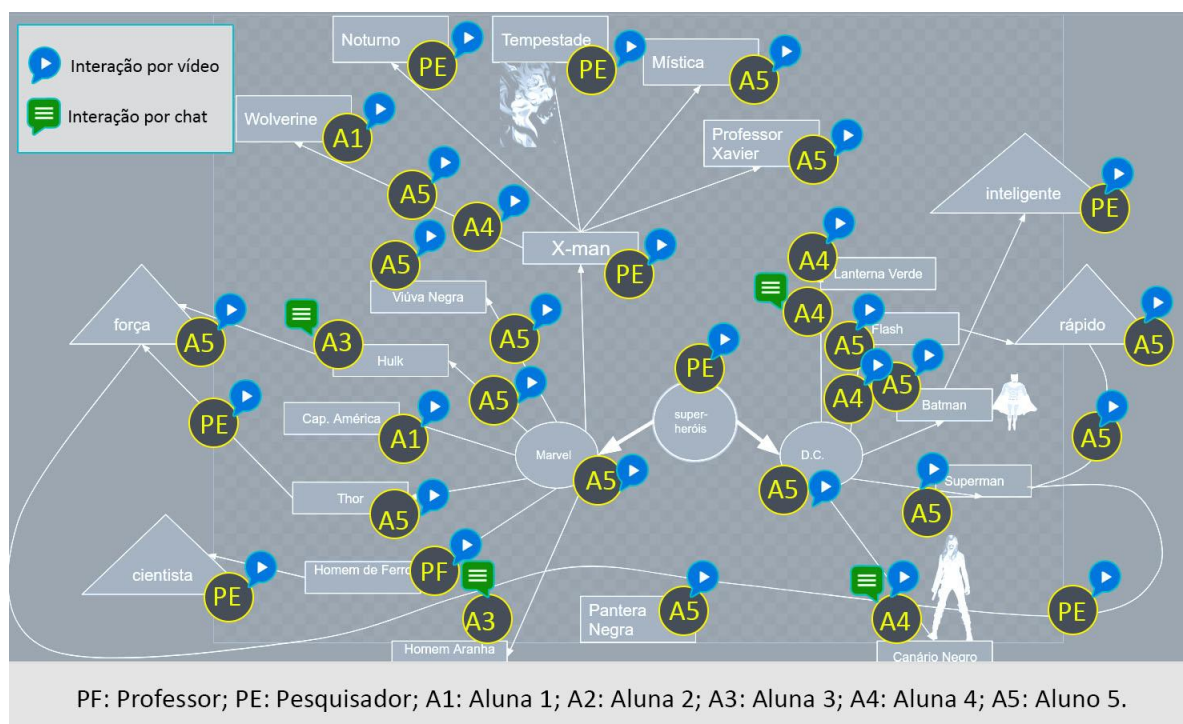 Interação por vídeo
Interação por chat
Noturno
PE
Tempestade
PE
Mística
A5
Wolverine
A1
Professor
Xavier
A5
A5
A4
inteligente
PE
X-man
PE
A5
Viúva Negra
A4
Lanterna Verde
A4
força
A5
A3
Hulk
A5
A5
Flash
A5
rápido
A5
PE
super-
heróis
A4
A5
Batman
PE
Cap. América
A1
A5
Marvel
A5
D.C.
A5
Superman
A5
Thor
A5
cientista
PE
Homem de Ferro
PF
A3
Homem Aranha
Pantera
Negra
A5
A4
Canário Negro
PE
PF: Professor; PE: Pesquisador; A1: Aluna 1; A2: Aluna 2; A3: Aluna 3; A4: Aluna 4; A5: Aluno 5.